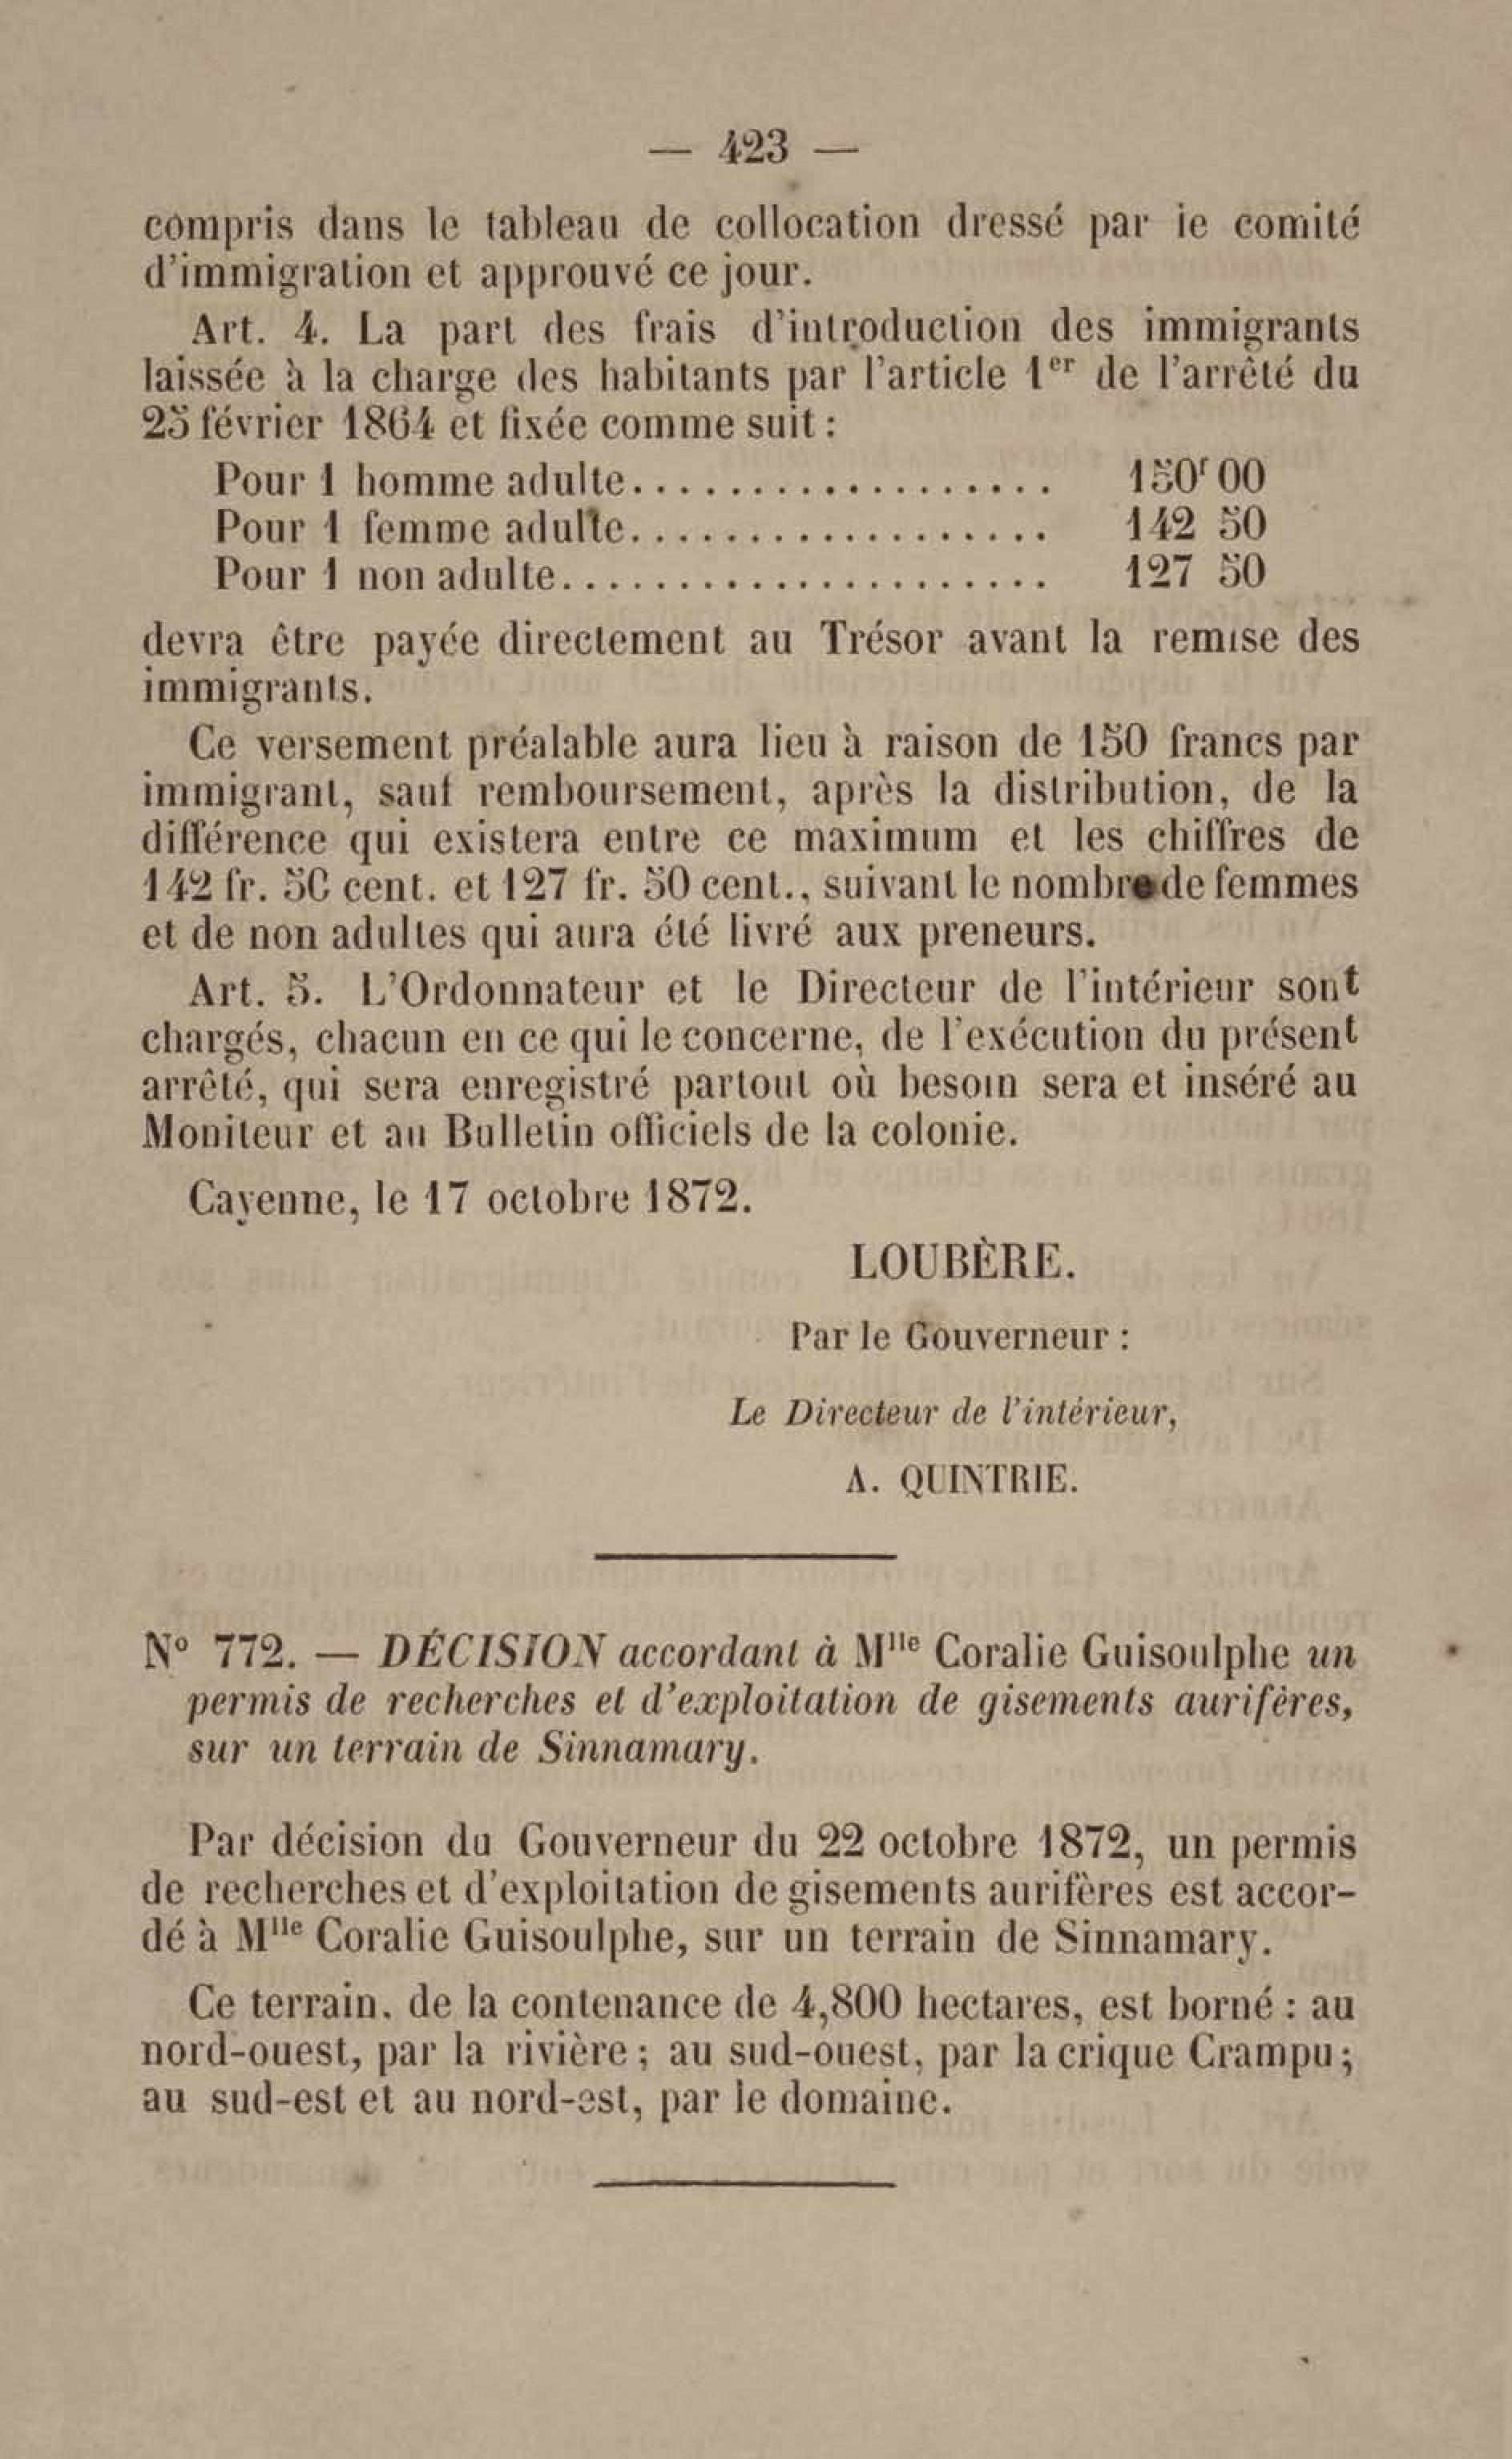 — 423 —
compris dans le tableau de collocation dressé par ie comité
d'immigration et approuvé ce jour.
Art. 4. La part des frais d'introduction des immigrants
laissée à la charge des habitants par l'article 1er de l'arrêté du
25 février 1864 et fixée comme suit :
Pour 1 homme adulte.................. 150f 00
Pour 1 femme adulte.................. 142 50
Pour 1 non adulte..................... 127 50
devra être payée directement au Trésor avant la remise des
immigrants.
Ce versement préalable aura lieu à raison de 150 francs par
immigrant, sauf remboursement, après la distribution, de la
différence qui existera entre ce maximum et les chiffres de
142 fr. 50 cent. et 127 fr. 50 cent., suivant le nombre de femmes
et de non adultes qui aura été livré aux preneurs.
Art. 5. L'Ordonnateur et le Directeur de l'intérieur sont
chargés, chacun en ce qui le concerne, de l'exécution du présent
arrêté, qui sera enregistré partout où besoin sera et inséré au
Moniteur et au Bulletin officiels de la colonie.
Cayenne, le 17 octobre 1872.
LOUBÈRE.
Par le Gouverneur :
Le Directeur de l'intérieur,
A. QUINTRIE.
N° 772. — DÉCISION accordant à Mlle Coralie Guisoulphe un
permis de recherches et d'exploitation de gisements aurifères,
sur un terrain de Sinnamary.
Par décision du Gouverneur du 22 octobre 1872, un permis
de recherches et d'exploitation de gisements aurifères est accor-
dé à Mlle Coralie Guisoulphe, sur un terrain de Sinnamary.
Ce terrain, de la contenance de 4,800 hectares, est borné : au
nord-ouest, par la rivière ; au sud-ouest, par la crique Crampu ;
au sud-est et au nord-est, par le domaine.